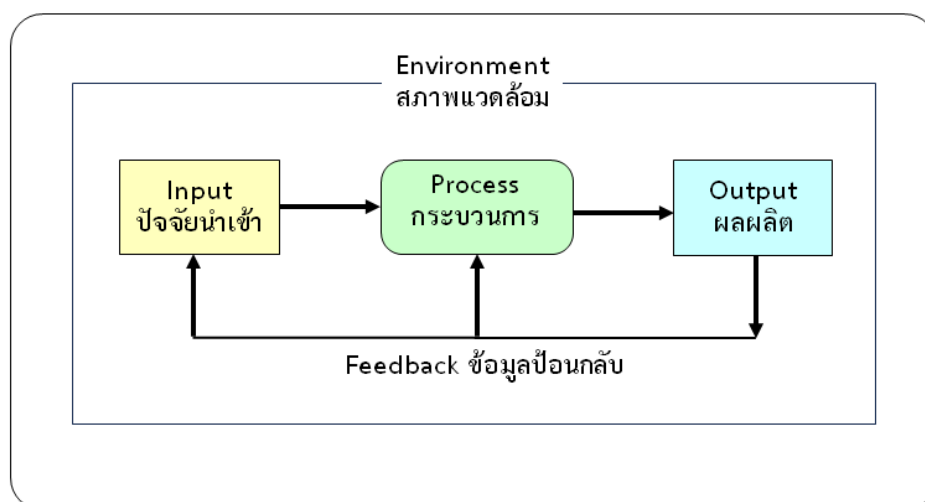 Environment
สภาพแวดล้อม
Input
ปัจจัยนำเข้า
Process
กระบวนการ
Output
ผลผลิต
Feedback ข้อมูลป้อนกลับ